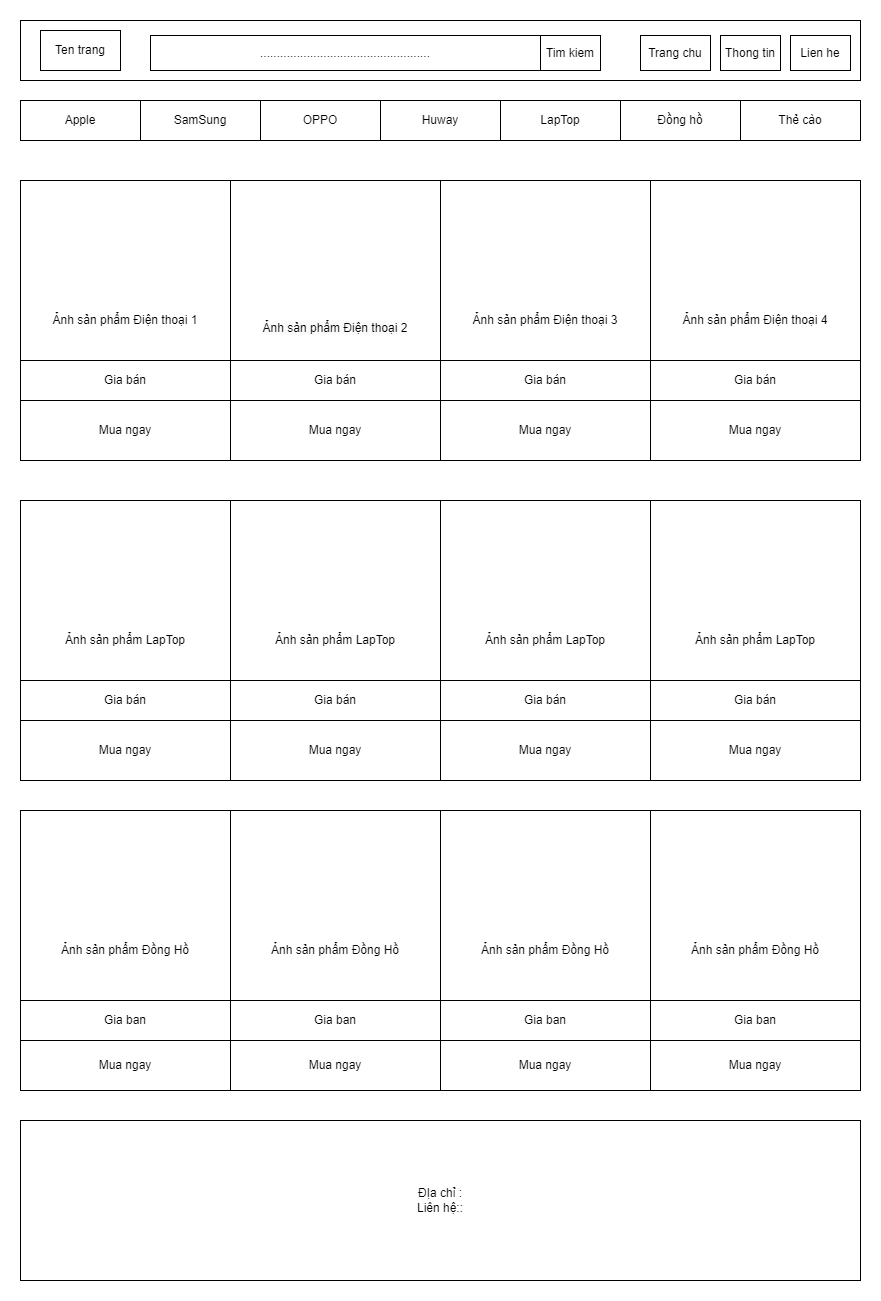 Ten trang
..................................................
Tim kiem
Trang chu
Thong tin
Lien he
Apple
SamSung
OPPO
Huway
LapTop
Đồng hồ
Thẻ cáo
Ảnh sản phẩm Điện thoại 1
Ảnh sản phẩm Điện thoại 2
Ảnh sản phẩm Điện thoại 3
Ảnh sản phẩm Điện thoại 4
Gia bán
Gia bán
Gia bán
Gia bán
Mua ngay
Mua ngay
Mua ngay
Mua ngay
Ảnh sản phẩm LapTop
Ảnh sản phẩm LapTop
Ảnh sản phẩm LapTop
Ảnh sản phẩm LapTop
Gia bán
Gia bán
Gia bán
Gia bán
Mua ngay
Mua ngay
Mua ngay
Mua ngay
Ảnh sản phẩm Đồng Hồ
Ảnh sản phẩm Đồng Hồ
Ảnh sản phẩm Đồng Hồ
Ảnh sản phẩm Đồng Hồ
Gia ban
Gia ban
Gia ban
Gia ban
Mua ngay
Mua ngay
Mua ngay
Mua ngay
Địa chỉ :
Liên hệ::